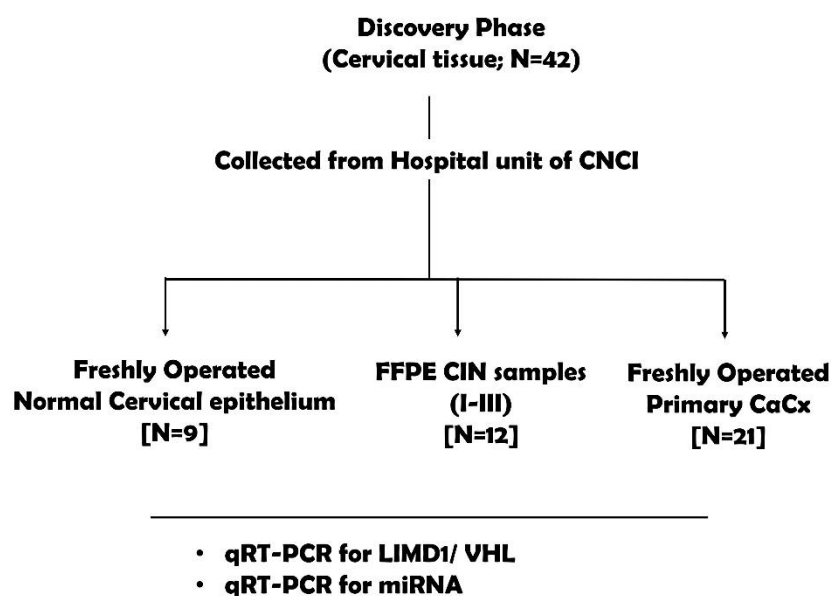 Discovery Phase
(Cervical tissue; N=42)
Collected from Hospital unit of CNCI
Freshly Operated
Normal Cervical epithelium
[N=9]
FFPE CIN samples
(I-III)
[N=12]
Freshly Operated
Primary CaCx
[N=21]
• qRT-PCR for LIMD1/ VHL
• qRT-PCR for miRNA